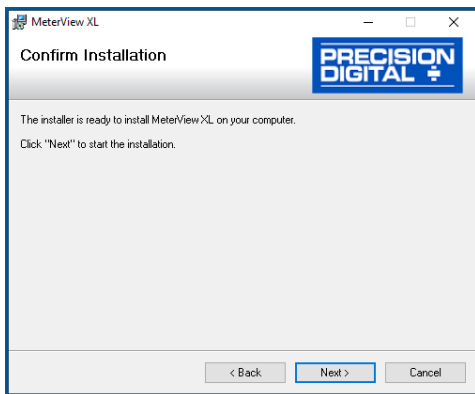 MeterView XL
Confirm Installation
PRECISION
DIGITAL
The installer is ready to install MeterView XL on your computer.
Click "Next" to start the installation.
< Back
Next >
Cancel